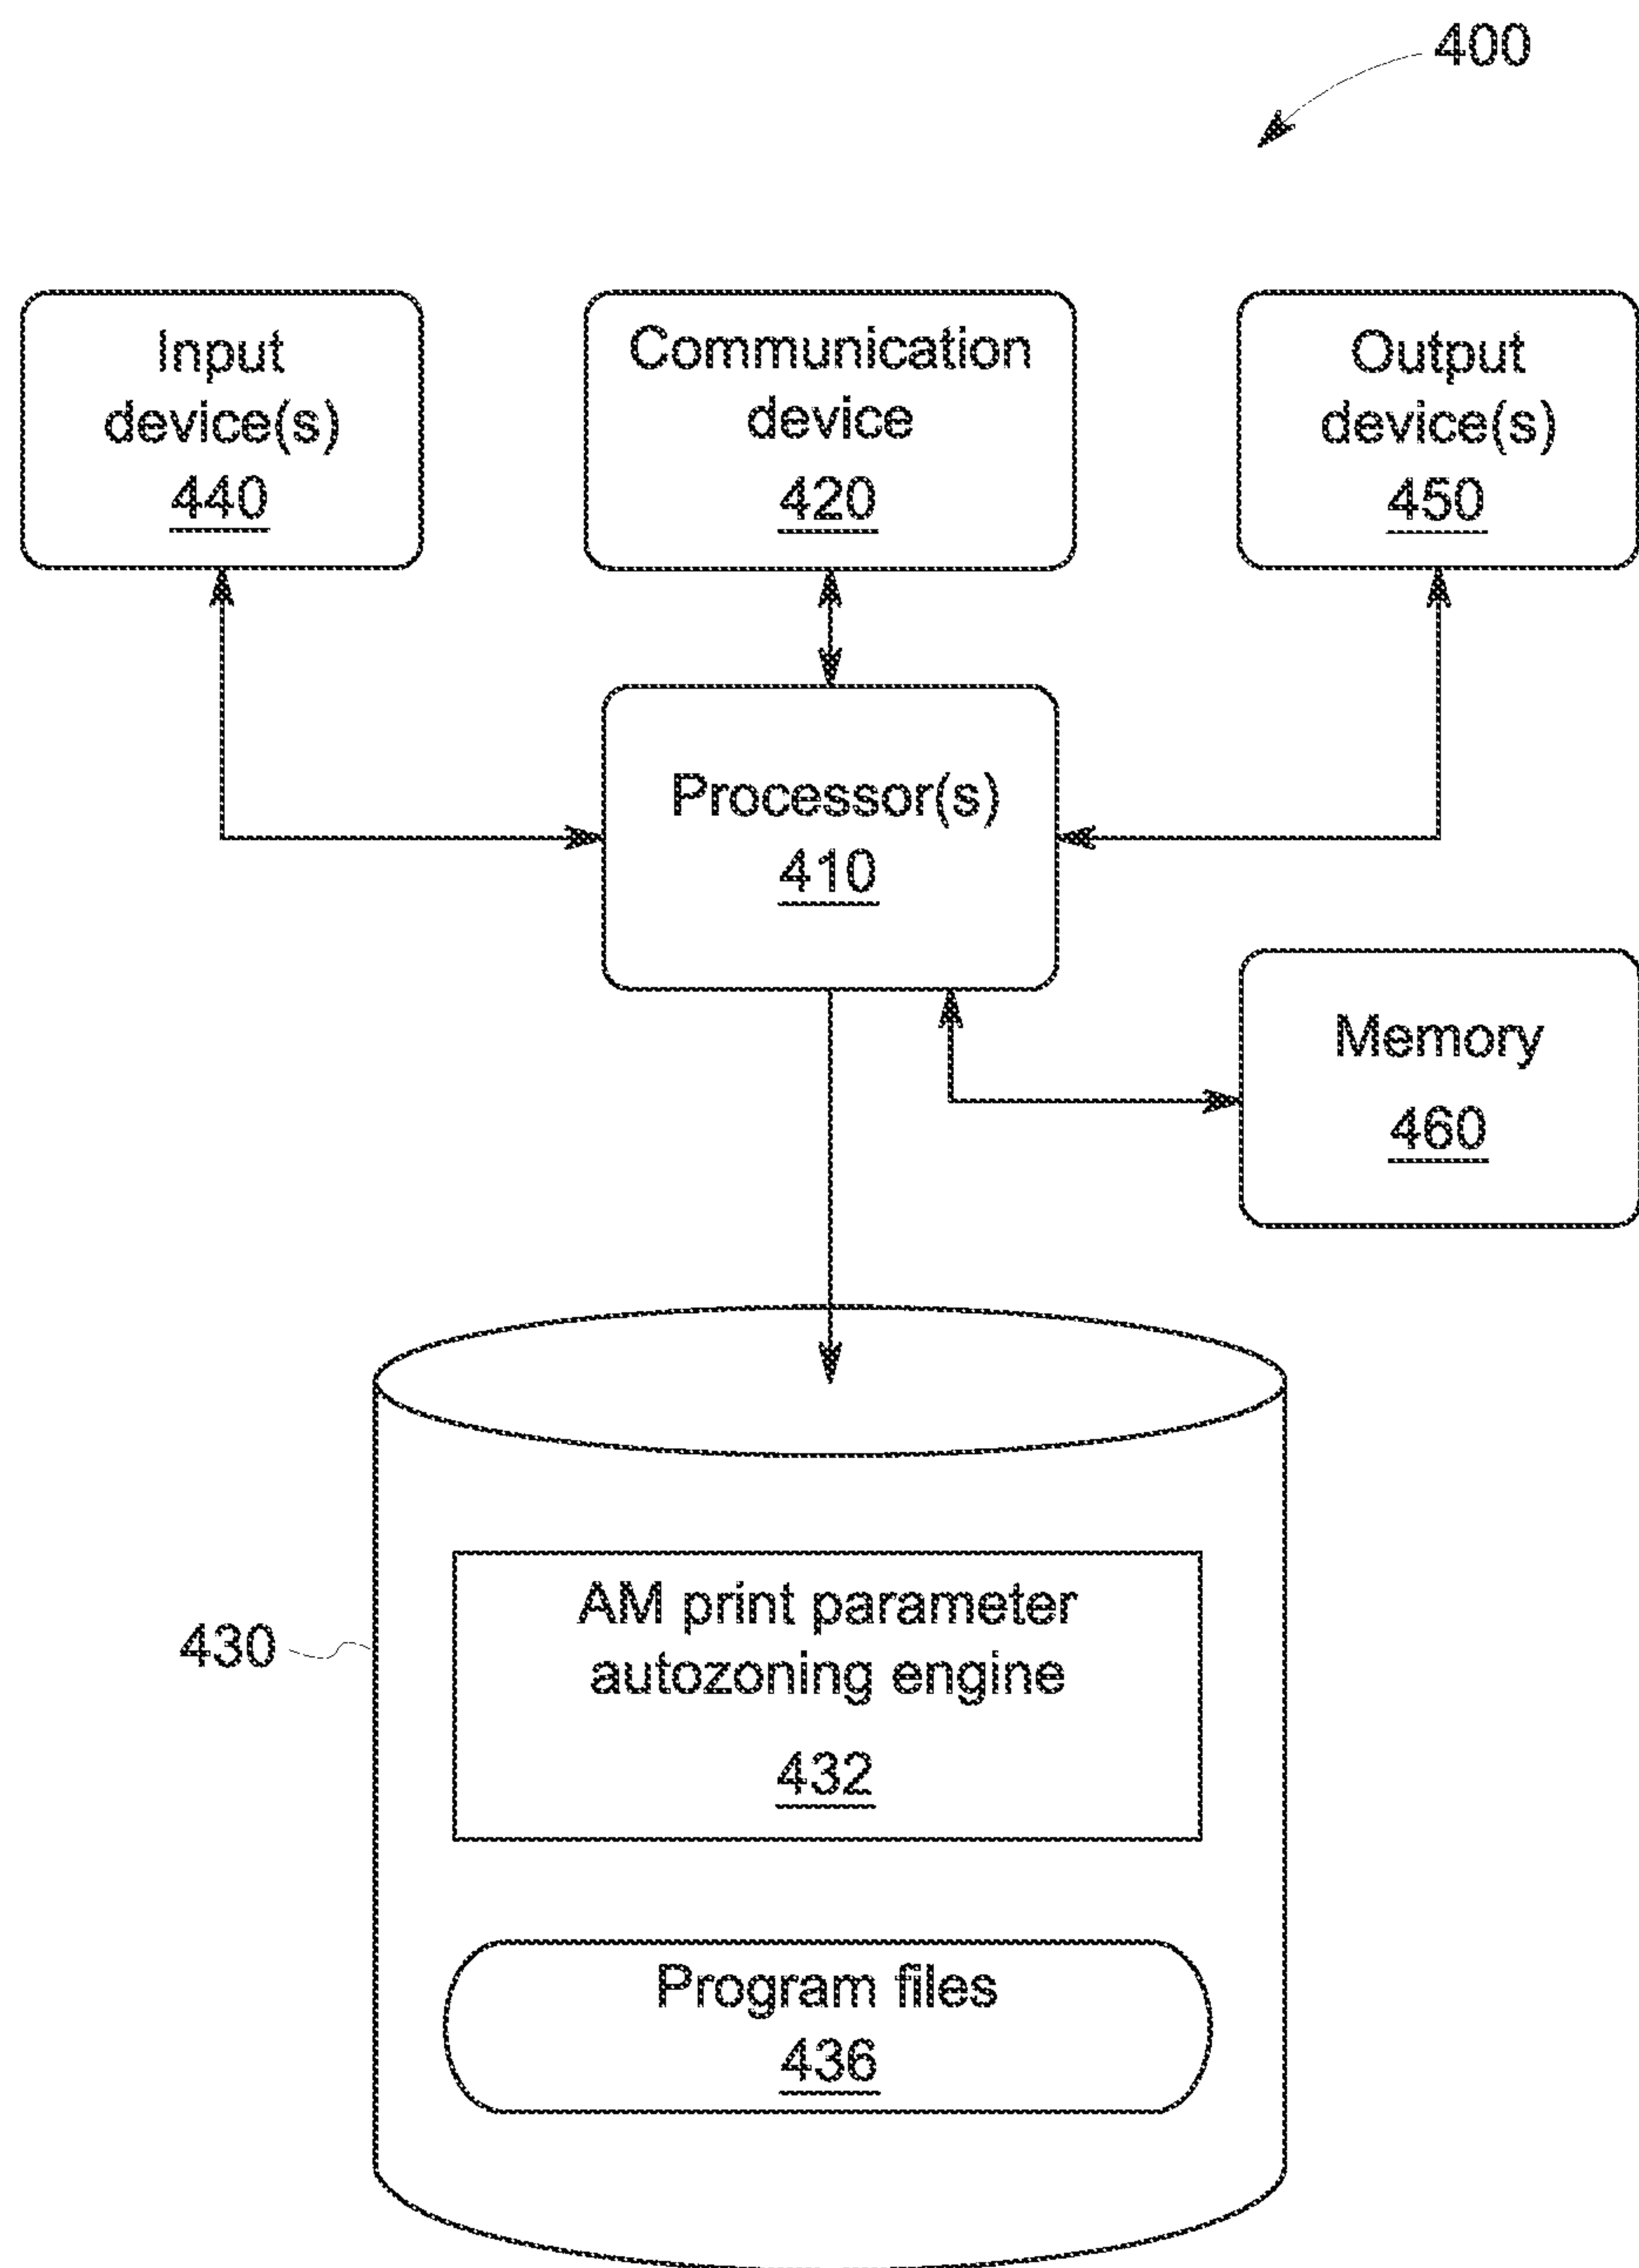 400
Input
device(s)
440
Communication
device
420
Output
device(s)
450
Processor(s)
410
Memory
460
430
AM print parameter
autozoning engine
432
Program files
436